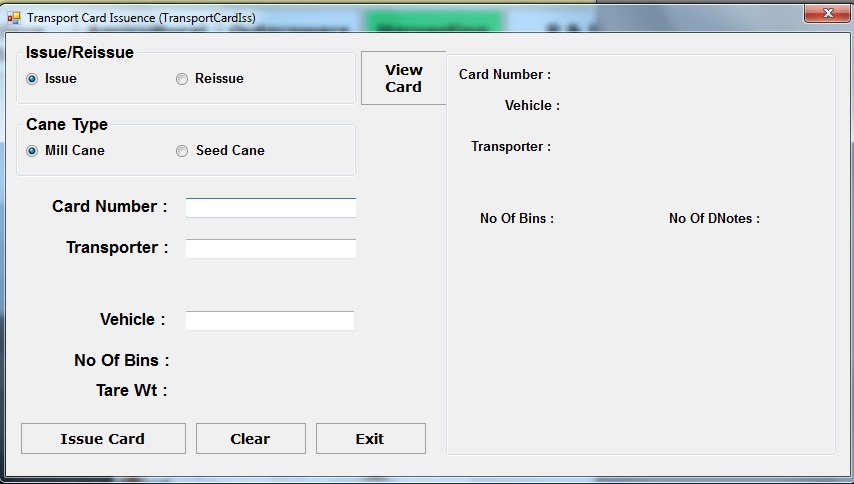 Transport Card Issuence (TransportCardIss)
Harvesting
Issue/Reissue
Issue
Reissue
View
Card
Cane Type
Mill Cane
Seed Cane
Card Number :
Transporter :
Vehicle :
No Of Bins :
Tare Wt :
Issue Card
Clear
Exit
Card Number :
Vehicle :
Transporter :
No Of Bins :
No Of DNotes :